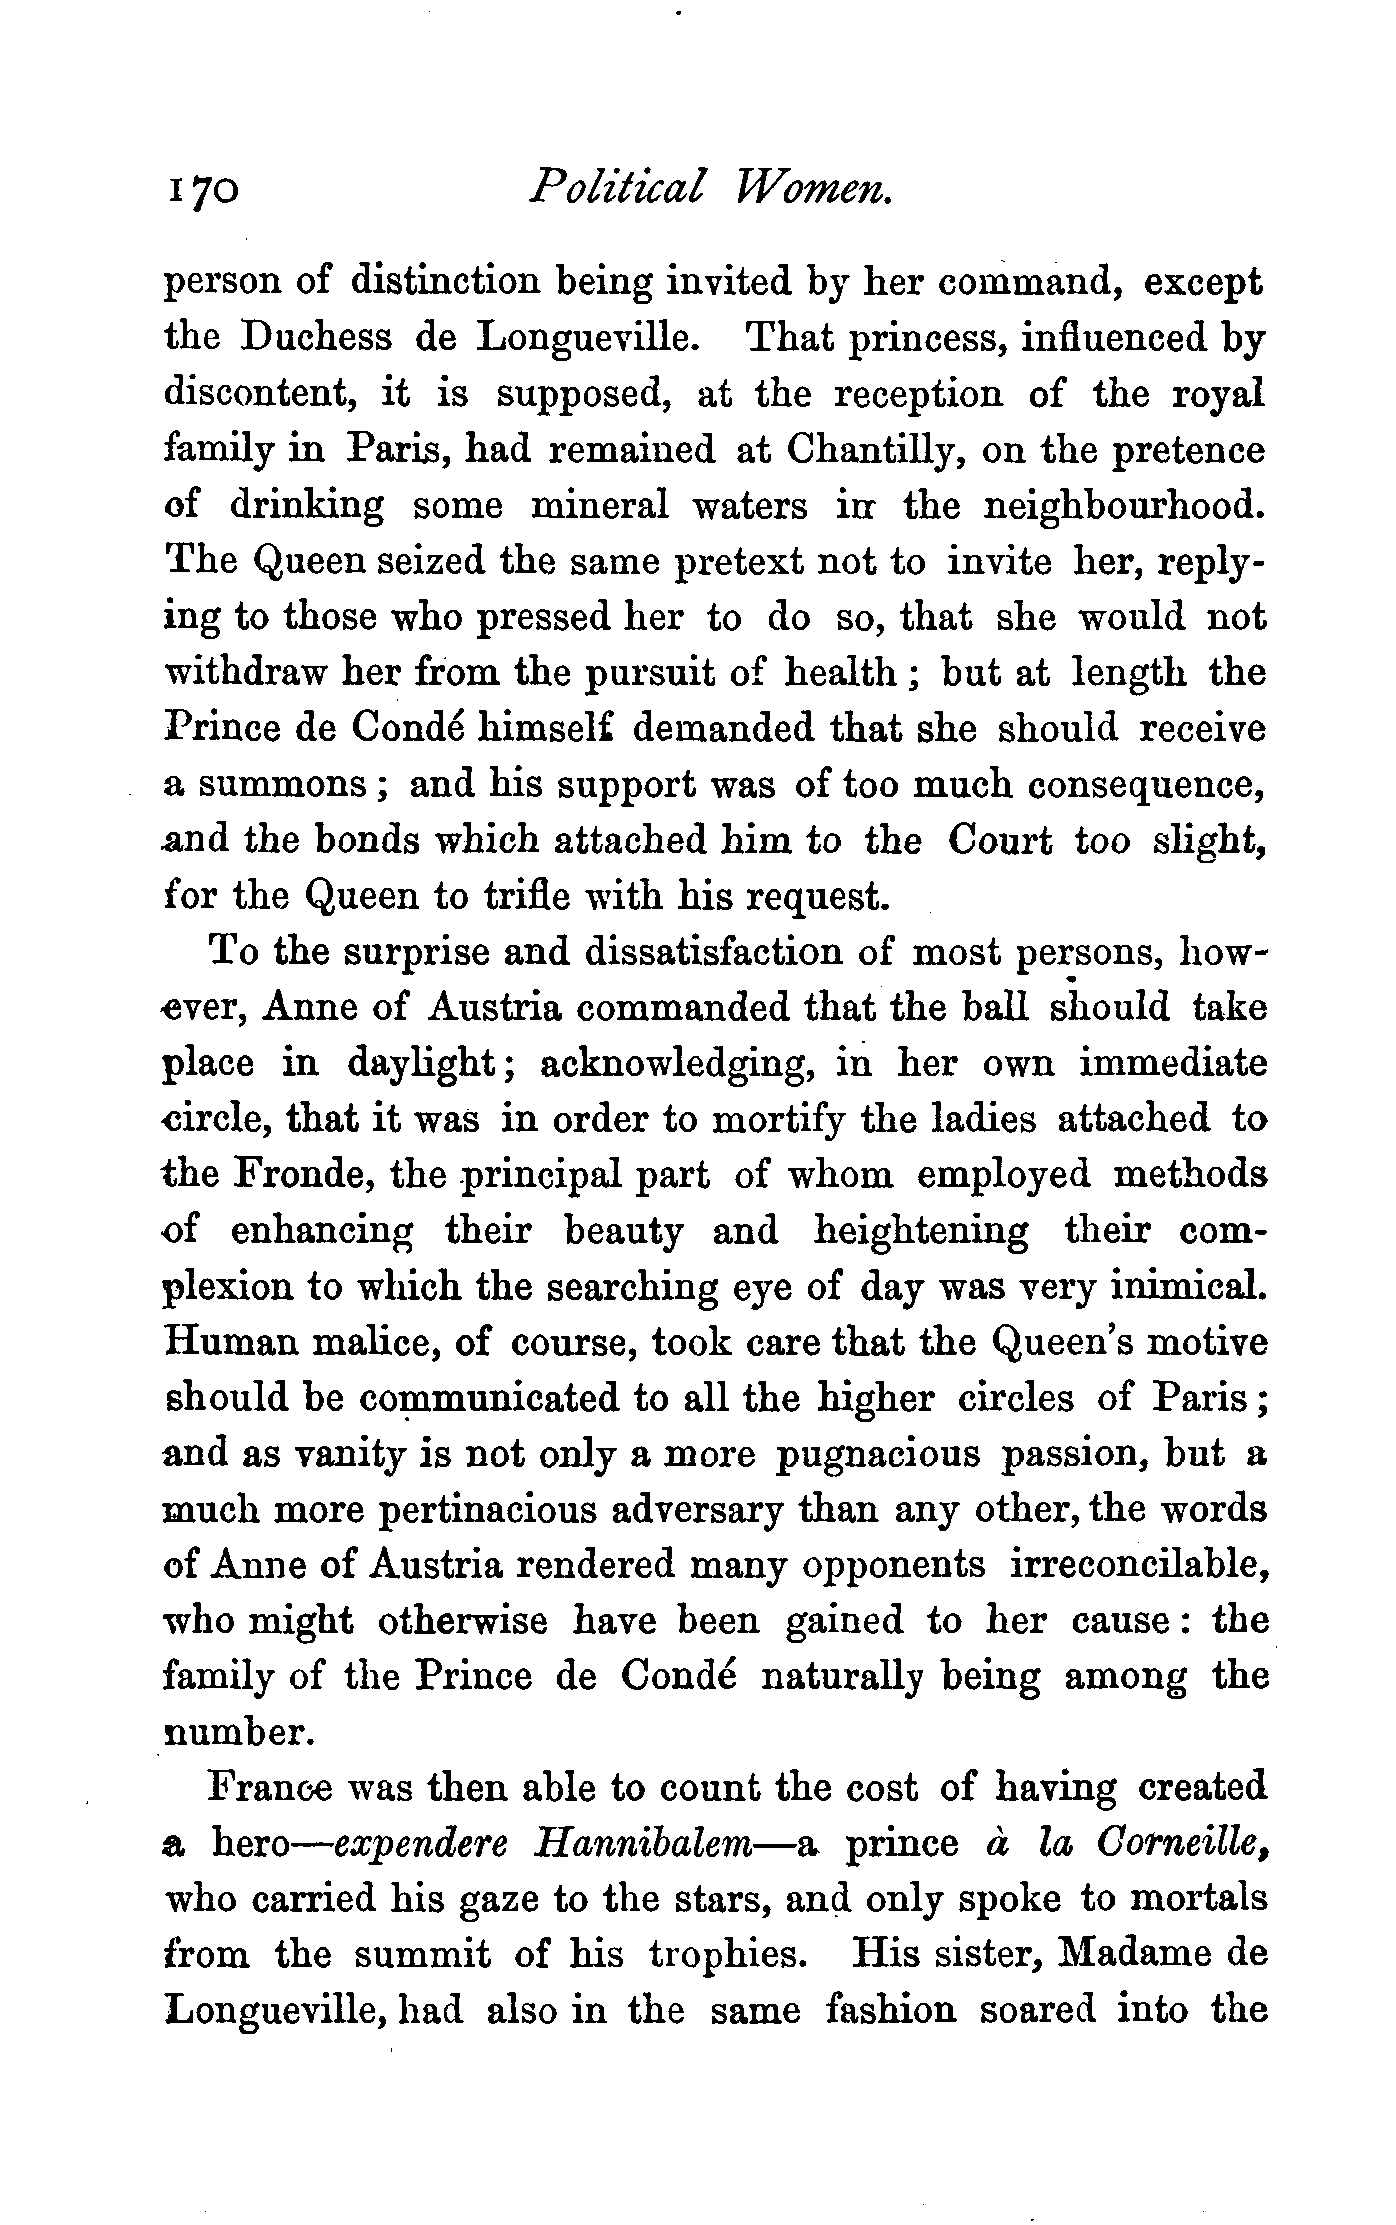 170 Political Women.
person of distinction being invited by her command, except
the Duchess de Longueville. That princess, influenced by
discontent, it is supposed, at the reception of the royal
family in Paris, had remained at Chantilly, on the pretence
of drinking some mineral waters in the neighbourhood.
The Queen seized the same pretext not to invite her, reply-
ing to those who pressed her to do so, that she would not
withdraw her from the pursuit of health ; but at length the
Prince de Condé himself demanded that she should receive
a summons ; and his support was of too much consequence,
and the bonds which attached him to the Court too slight,
for the Queen to trifle with his request.
To the surprise and dissatisfaction of most persons, how-
ever, Anne of Austria commanded that the ball should take
place in daylight ; acknowledging, in her own immediate
circle, that it was in order to mortify the ladies attached to
the Fronde, the principal part of whom employed methods
of enhancing their beauty and heightening their com-
plexion to which the searching eye of day was very inimical.
Human malice, of course, took care that the Queen's motive
should be communicated to all the higher circles of Paris ;
and as vanity is not only a more pugnacious passion, but a
much more pertinacious adversary than any other, the words
of Anne of Austria rendered many opponents irreconcilable,
who might otherwise have been gained to her cause : the
family of the Prince de Condé naturally being among the
number.
France was then able to count the cost of having created
a hero—expendere Hannibalem—a prince à la Corneille,
who carried his gaze to the stars, and only spoke to mortals
from the summit of his trophies. His sister, Madame de
Longueville, had also in the same fashion soared into the